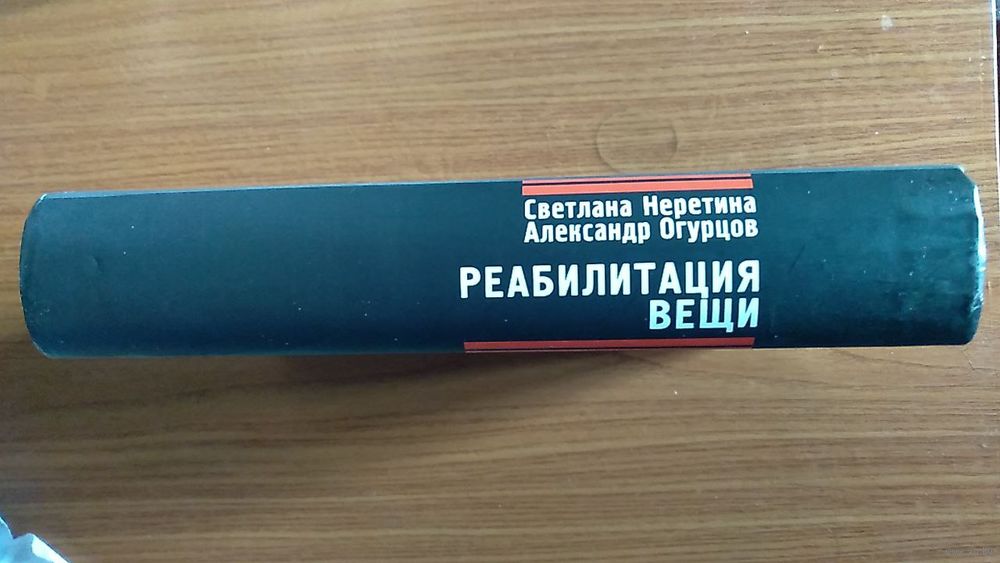 Светлана Неретина
Александр Огурцов
РЕАБИЛИТАЦИЯ
ВЕЩИ